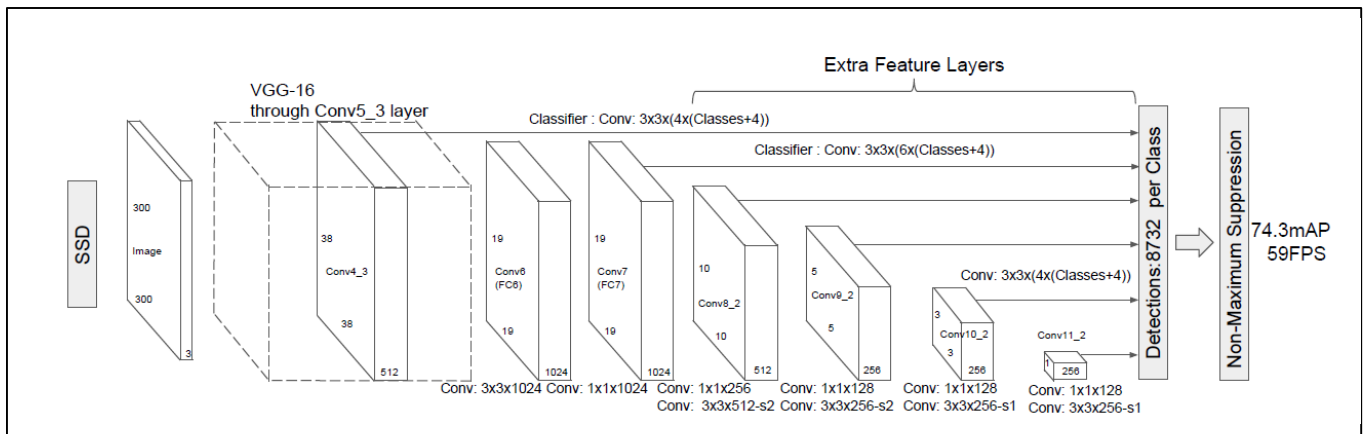 Extra Feature Layers
VGG-16
through Conv5_3 layer
Classifier : Conv: 3x3x(4x(Classes+4))
Classifier : Conv: 3x3x(6x(Classes+4))
SSD
300
Image
300
3
38
Conv4_3
38
512
19
Conv6
(FC6)
19
1024
19
Conv7
(FC7)
19
1024
10
Conv8_2
10
512
5
Conv9_2
5
256
Conv: 3x3x(4x(Classes+4))
3
Conv10_2
3
256
Conv11_2
1
256
Detections:8732 per Class
Non-Maximum Suppression
74.3mAP
59FPS
Conv: 3x3x1024
Conv: 1x1x1024
Conv: 1x1x256
Conv: 3x3x512-s2
Conv: 1x1x128
Conv: 3x3x256-s2
Conv: 1x1x128
Conv: 3x3x256-s1
Conv: 1x1x128
Conv: 3x3x256-s1